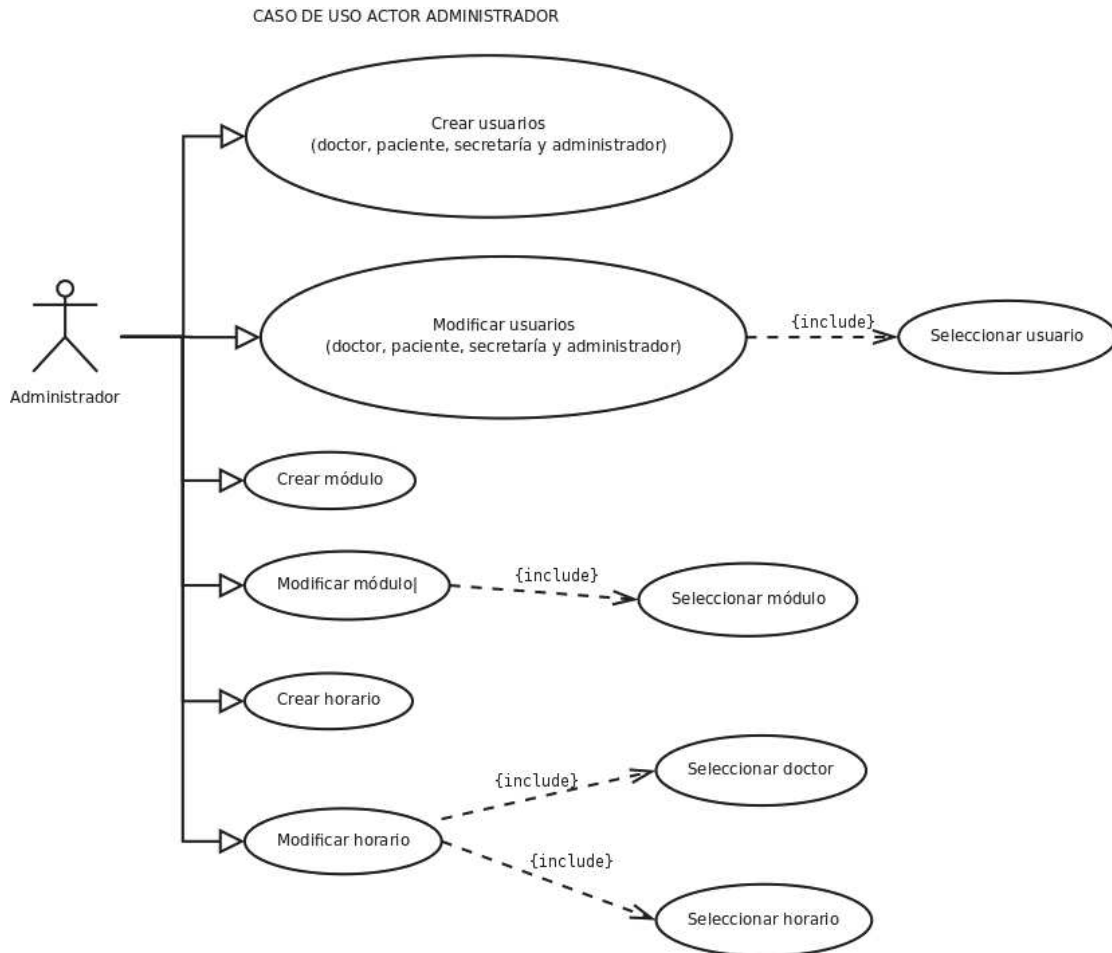 CASO DE USO ACTOR ADMINISTRADOR
Crear usuarios
(doctor, paciente, secretaría y administrador)
Administrador
Modificar usuarios
(doctor, paciente, secretaría y administrador)
{include}
Seleccionar usuario
Crear módulo
Modificar módulo|
{include}
Seleccionar módulo
Crear horario
Modificar horario
{include}
Seleccionar doctor
{include}
Seleccionar horario